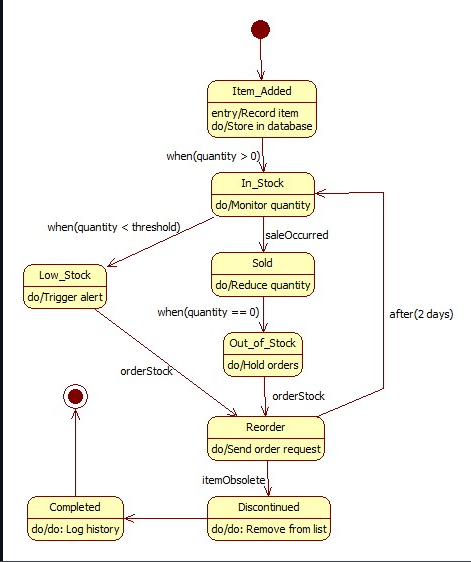 Item_Added
entry/Record item
do/Store in database
when(quantity > 0)
In_Stock
do/Monitor quantity
when(quantity < threshold)
saleOccurred
Sold
do/Reduce quantity
Low_Stock
do/Trigger alert
when(quantity == 0)
after(2 days)
Out_of_Stock
do/Hold orders
orderStock
orderStock
Reorder
do/Send order request
itemObsolete
Completed
do/do: Log history
Discontinued
do/do: Remove from list